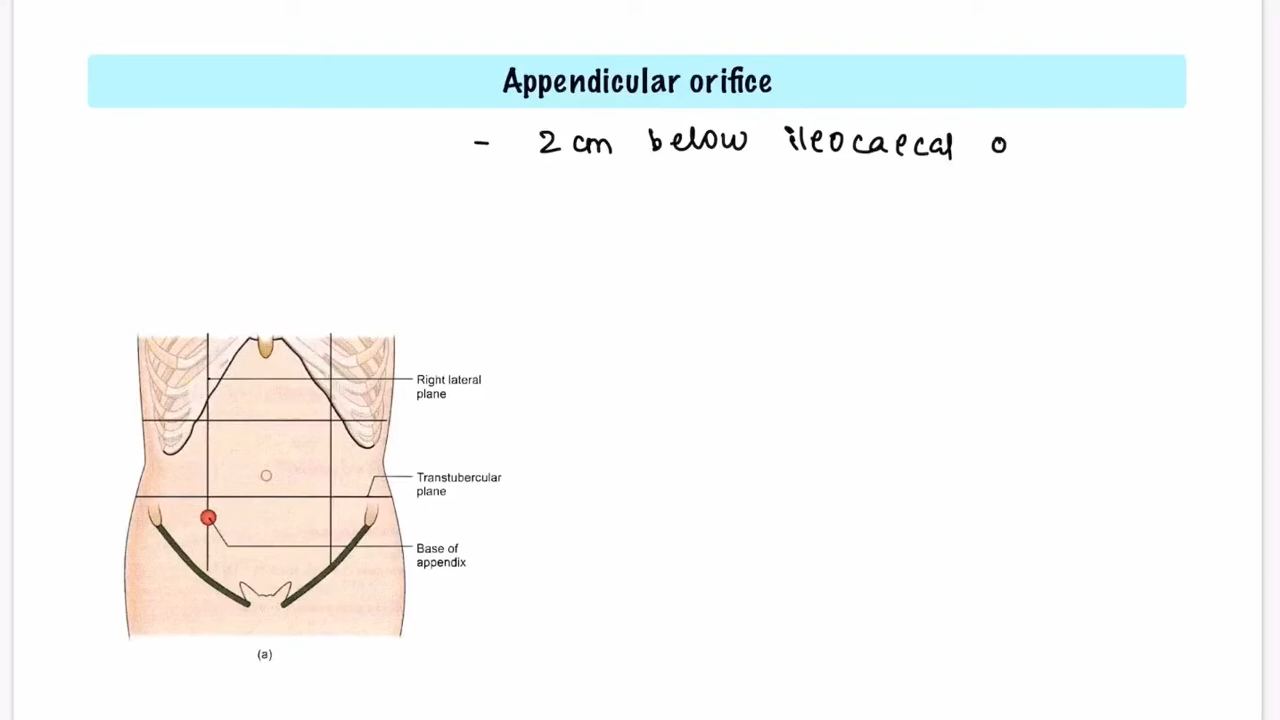 Appendicular orifice
- 2 cm below ileocaecal o
Right lateral
plane
Transtubercular
plane
Base of
appendix
(a)